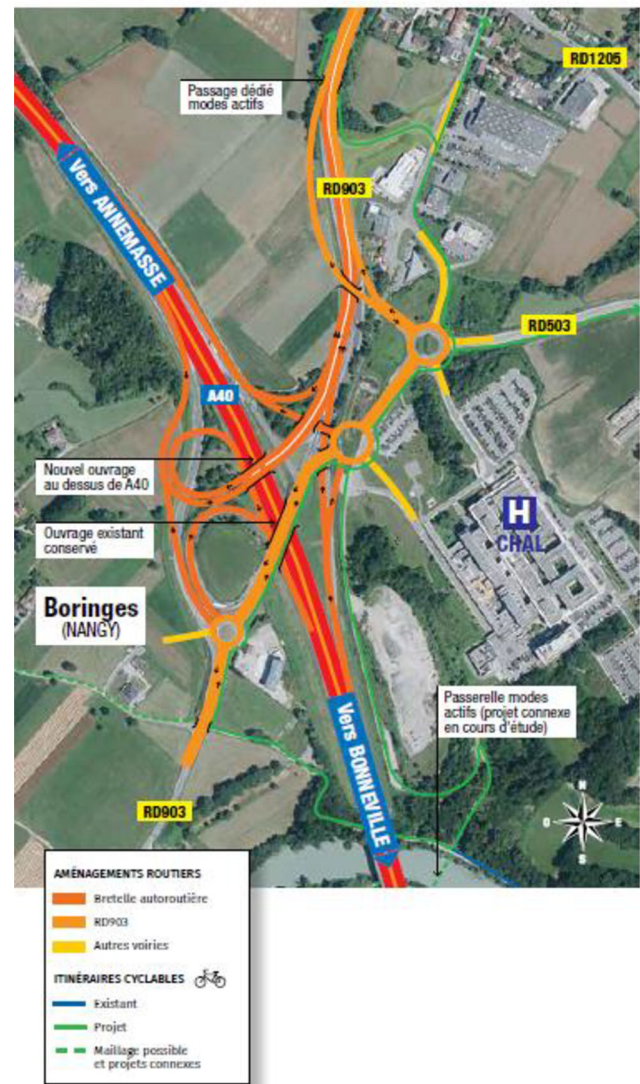 RD1205
Passage dédié
modes actifs
Vers ANNEMASSE
RD903
RD503
A40
Nouvel ouvrage
au dessus de A40
Ouvrage existant
conservé
H
CHAL
Boringes
(NANGY)
Passerelle modes
actifs (projet connexe
en cours d'étude)
Vers BONNEVILLE
RD903
N
O
E
S
AMÉNAGEMENTS ROUTIERS
Bretelle autoroutière
RD903
Autres voiries
ITINÉRAIRES CYCLABLES
Existant
Projet
Maillage possible
et projets connexes